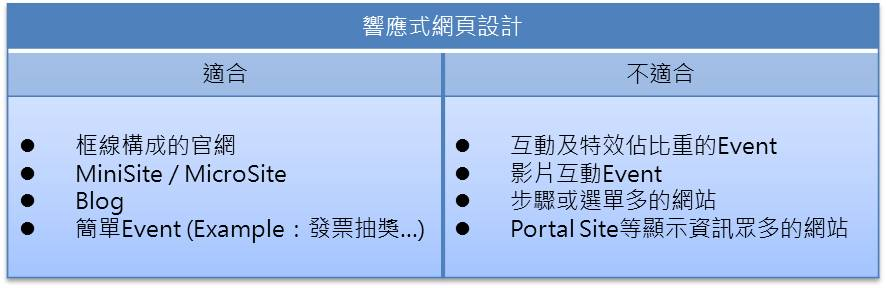 響應式網頁設計
適合
不適合
● 框線構成的官網
● MiniSite / MicroSite
● Blog
● 簡單Event (Example：發票抽獎…)
● 互動及特效佔比重的Event
● 影片互動Event
● 步驟或選單多的網站
● Portal Site等顯示資訊眾多的網站